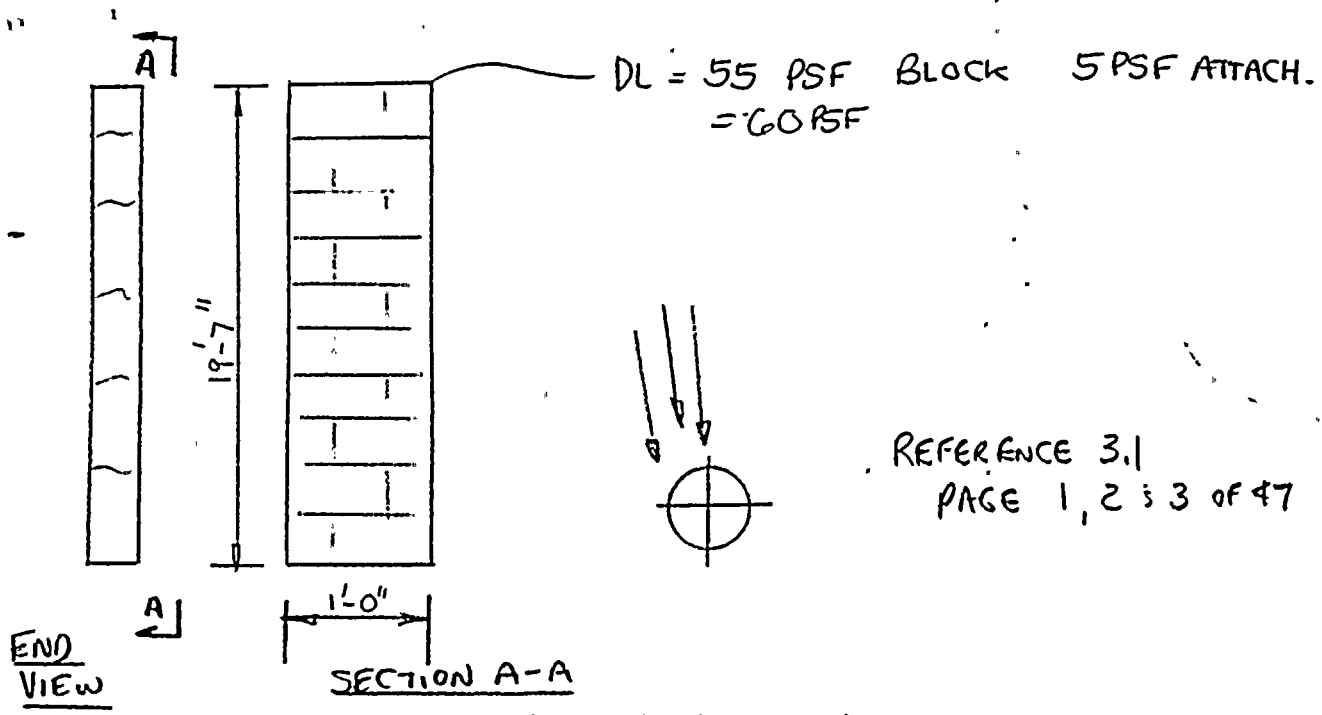 A
DL = 55 PSF BLOCK 5 PSF ATTACH.
= 60 PSF
19'-7"
REFERENCE 3.1
PAGE 1, 2 & 3 OF 47
1'-0"
A
END
VIEW
SECTION A-A